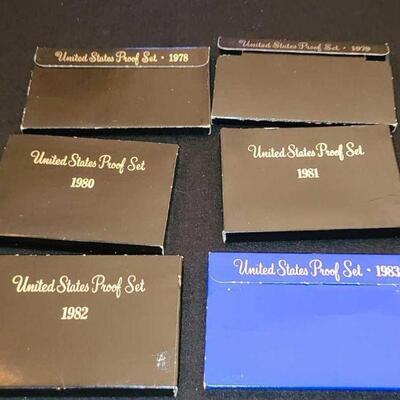 United States Proof Set • 1978
United States Proof Set • 1979
United States Proof Set
1980
United States Proof Set
1981
United States Proof Set
1982
United States Proof Set • 1983